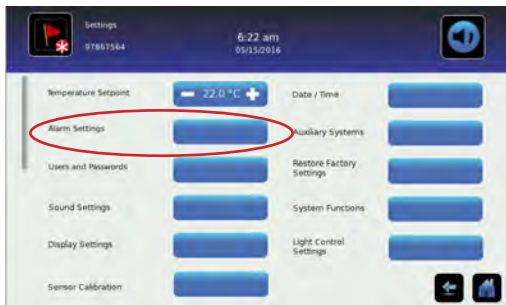 Settings
97867564
6:22 am
05/15/2016
Temperature Setpoint
− 22.0 °C +
Date / Time
Alarm Settings
Auxiliary Systems
Users and Passwords
Restore Factory
Settings
Sound Settings
System Functions
Display Settings
Light Control
Settings
Sensor Calibration